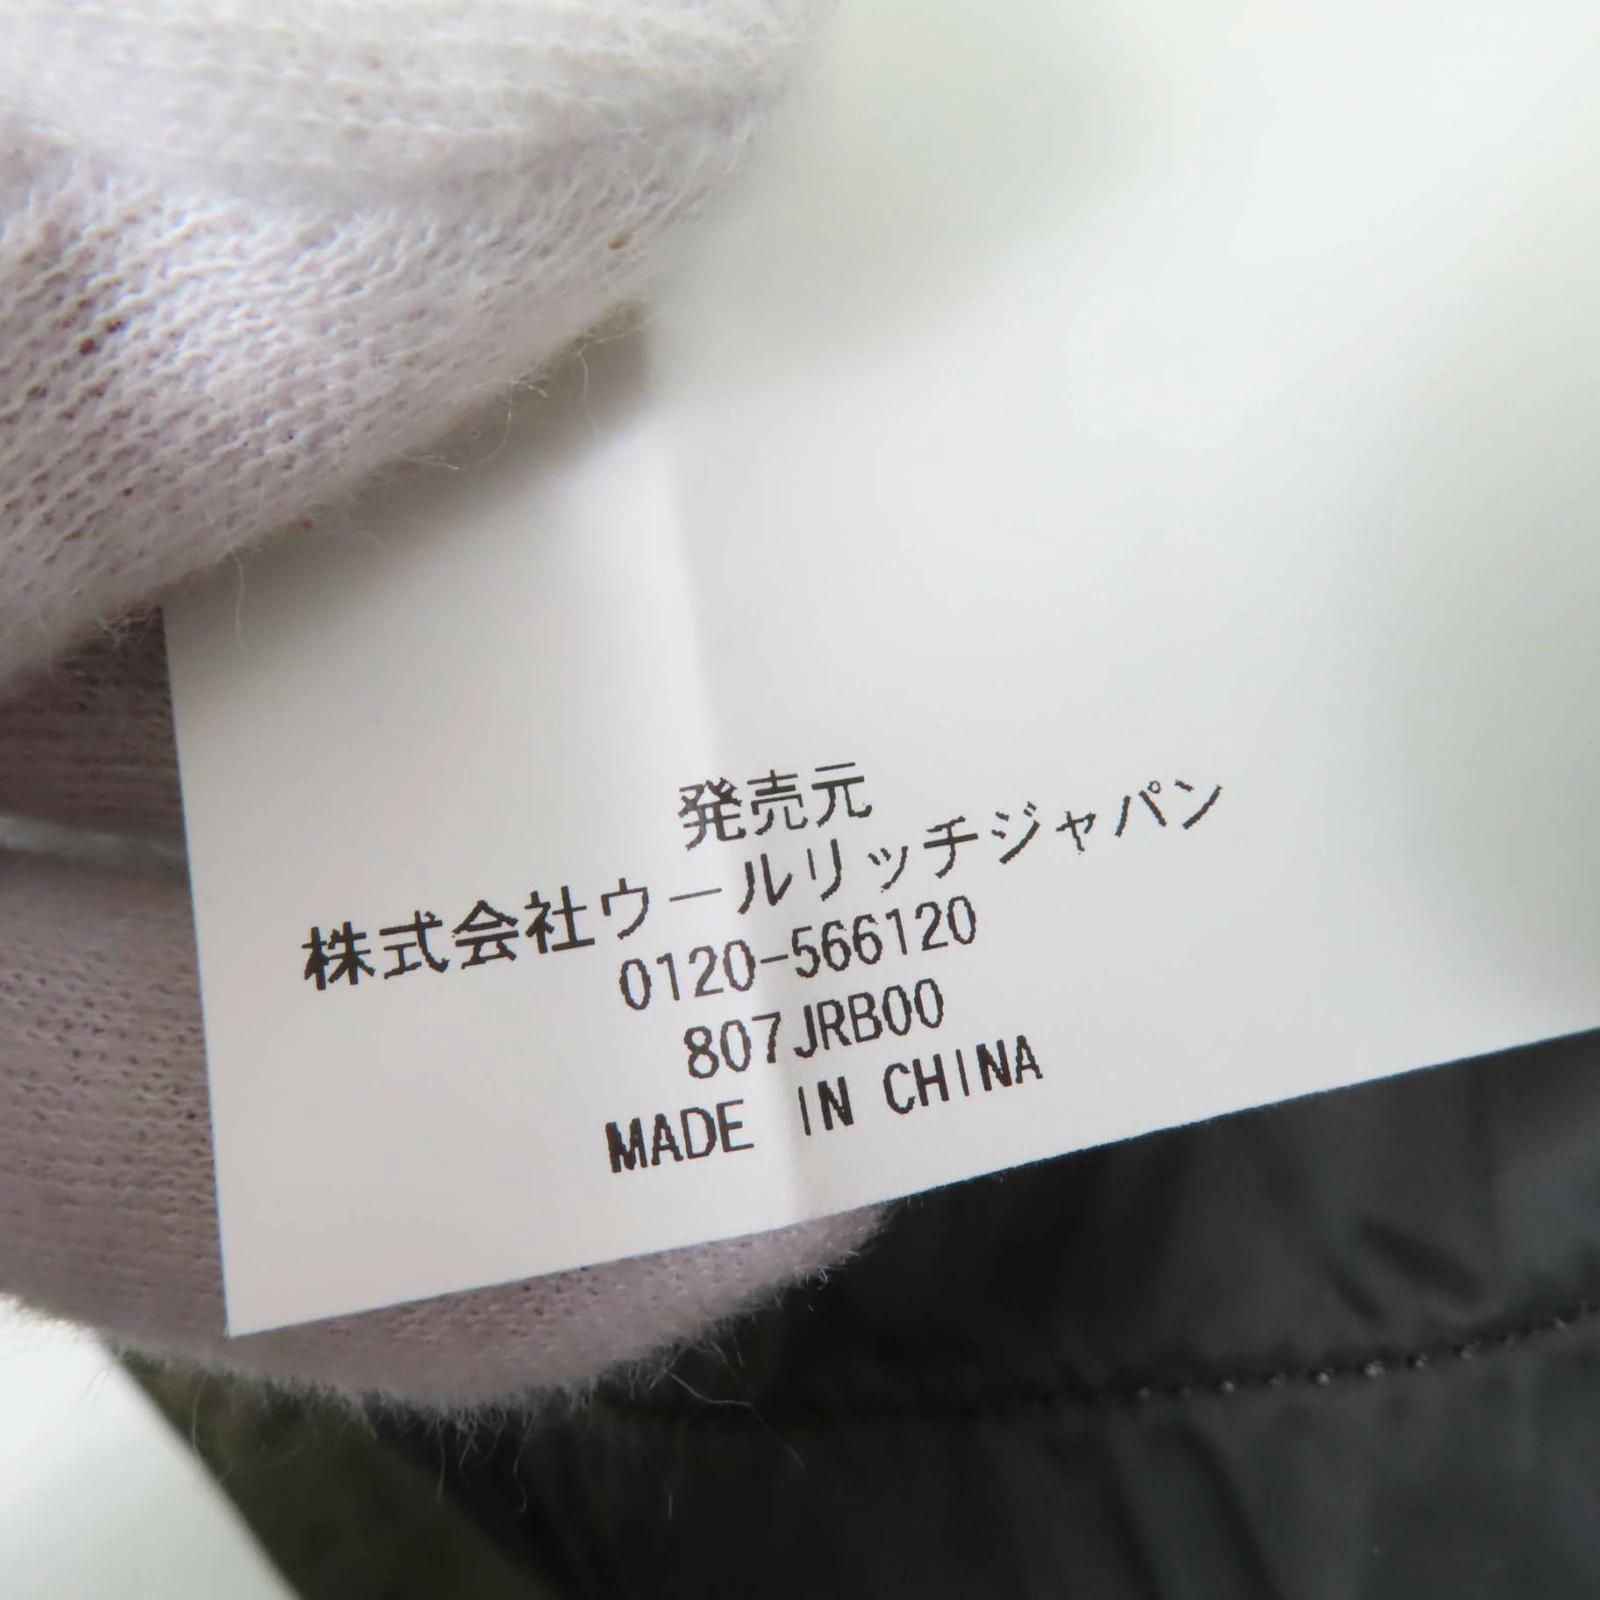 発売元
株式会社ウールリッチジャパン
0120-566120
807JRB00
MADE IN CHINA